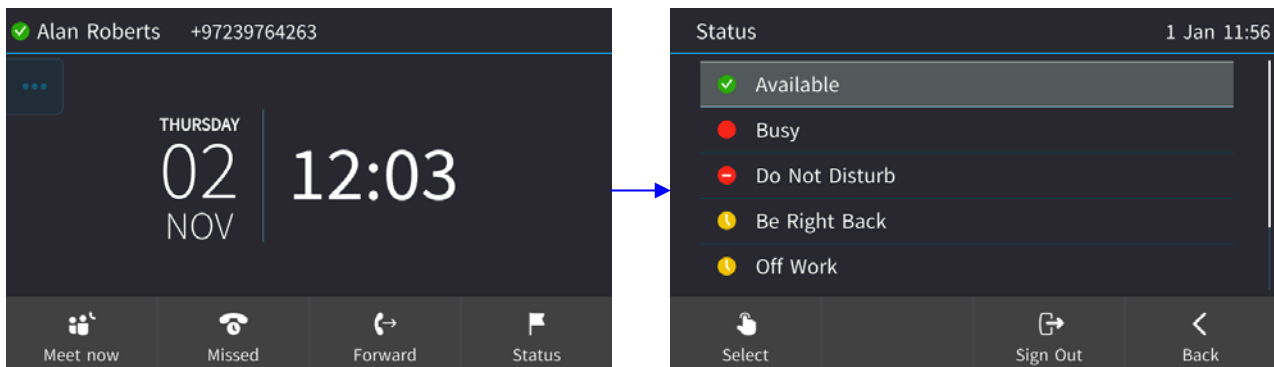 Alan Roberts +97239764263
THURSDAY
02
NOV
12:03
Meet now Missed Forward Status
Status 1 Jan 11:56
Available
Busy
Do Not Disturb
Be Right Back
Off Work
Select Sign Out Back